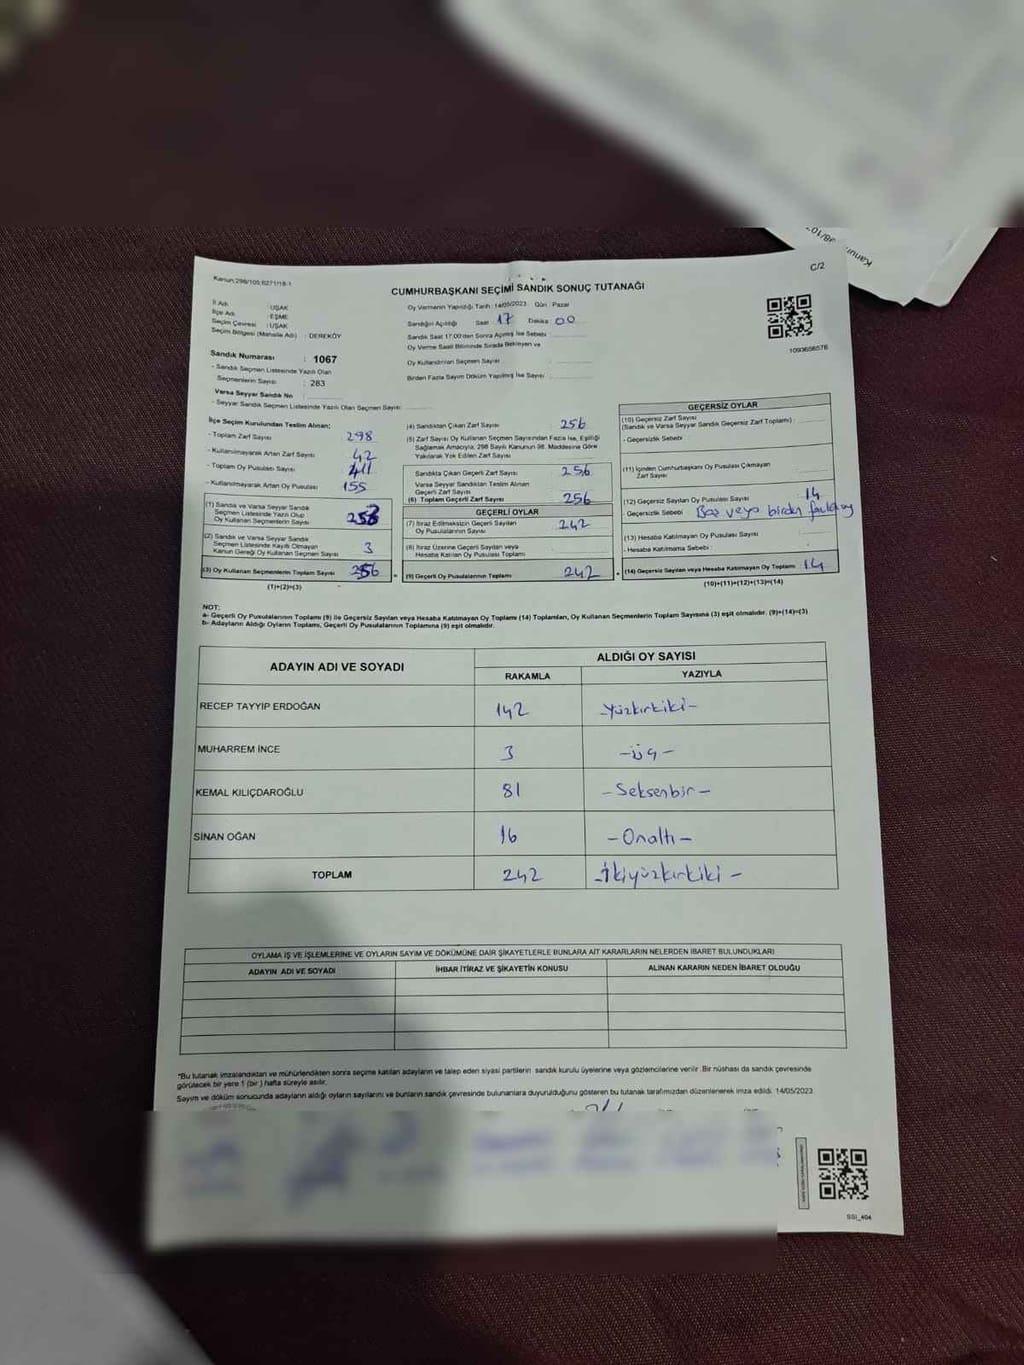 Kanun:298/105;6271/18-1
C/2
CUMHURBAŞKANI SEÇİMİ SANDIK SONUÇ TUTANAĞI
İl Adı : UŞAK
İlçe Adı : EŞME
Seçim Çevresi : UŞAK
Seçim Bölgesi (Mahalle Adı) : DEREKÖY
Oy Vermenin Yapıldığı Tarih : 14/05/2023 Gün : Pazar
Sandığın Açıldığı Saat 17 Dakika : 00
Sandık Saat 17:00'den Sonra Açılmış İse Sebebi :
Oy Verme Saati Bitiminde Sırada Bekleyen ve
Oy Kullandırılan Seçmen Sayısı :
Birden Fazla Sayım Döküm Yapılmış İse Sayısı :
1090656576
Sandık Numarası : 1067
- Sandık Seçmen Listesinde Yazılı Olan
Seçmenlerin Sayısı : 283
Varsa Seyyar Sandık No :
- Seyyar Sandık Seçmen Listesinde Yazılı Olan Seçmen Sayısı:
İlçe Seçim Kurulundan Teslim Alınan;
- Toplam Zarf Sayısı 298
- Kullanılmayarak Artan Zarf Sayısı 42
- Toplam Oy Pusulası Sayısı 411
- Kullanılmayarak Artan Oy Pusulası 155
(1) Sandık ve Varsa Seyyar Sandık
Seçmen Listesinde Yazılı Olup
Oy Kullanan Seçmenlerin Sayısı
(2) Sandık ve Varsa Seyyar Sandık
Seçmen Listesinde Kayıtlı Olmayan
Kanun Gereği Oy Kullanan Seçmen Sayısı 3
(3) Oy Kullanan Seçmenlerin Toplam Sayısı 256
(1)+(2)=(3)
(4) Sandıktan Çıkan Zarf Sayısı 256
(5) Zarf Sayısı Oy Kullanan Seçmen Sayısından Fazla İse, Eşitliği
Sağlamak Amacıyla, 298 Sayılı Kanunun 98. Maddesine Göre
Yakılarak Yok Edilen Zarf Sayısı
Sandıkta Çıkan Geçerli Zarf Sayısı 256
Varsa Seyyar Sandıktan Teslim Alınan
Geçerli Zarf Sayısı
(6) Toplam Geçerli Zarf Sayısı 256
GEÇERLİ OYLAR
(7) İtiraz Edilmeksizin Geçerli Sayılan
Oy Pusulalarının Sayısı 242
(8) İtiraz Üzerine Geçerli Sayılan veya
Hesaba Katılan Oy Pusulası Toplamı
(9) Geçerli Oy Pusulalarının Toplamı 242
GEÇERSİZ OYLAR
(10) Geçersiz Zarf Sayısı
(Sandık ve Varsa Seyyar Sandık Geçersiz Zarf Toplamı) :
- Geçersizlik Sebebi
(11) İçinden Cumhurbaşkanı Oy Pusulası Çıkmayan
Zarf Sayısı
(12) Geçersiz Sayılan Oy Pusulası Sayısı 14
- Geçersizlik Sebebi Boş veya birden fazla oy
(13) Hesaba Katılmayan Oy Pusulası Sayısı :
- Hesaba Katılmama Sebebi :
(14) Geçersiz Sayılan veya Hesaba Katılmayan Oy Toplamı 14
(10)+(11)+(12)+(13)=(14)
NOT:
a- Geçerli Oy Pusulalarının Toplamı (9) ile Geçersiz Sayılan veya Hesaba Katılmayan Oy Toplamı (14) Toplamları, Oy Kullanan Seçmenlerin Toplam Sayısına (3) eşit olmalıdır. (9)+(14)=(3)
b- Adayların Aldığı Oyların Toplamı, Geçerli Oy Pusulalarının Toplamına (9) eşit olmalıdır.
ADAYIN ADI VE SOYADI ALDIĞI OY SAYISI
RAKAMLA YAZIYLA
RECEP TAYYIP ERDOĞAN 142 -Yüzkırkiki-
MUHARREM İNCE 3 -üç-
KEMAL KILIÇDAROĞLU 81 -Seksenbir-
SİNAN OĞAN 16 -Onaltı-
TOPLAM 242 -İkiyüzkırkiki-
OYLAMA İŞ VE İŞLEMLERİNE VE OYLARIN SAYIM VE DÖKÜMÜNE DAİR ŞİKAYETLERLE BUNLARA AİT KARARLARIN NELERDEN İBARET BULUNDUKLARI
ADAYIN ADI VE SOYADI İHBAR İTİRAZ VE ŞİKAYETİN KONUSU ALINAN KARARIN NEDEN İBARET OLDUĞU
"Bu tutanak imzalandıktan ve mühürlendikten sonra seçime katılan adayların ve talep eden siyasi partilerin sandık kurulu üyelerine veya gözlemcilerine verilir .Bir nüshası da sandık çevresinde
görülecek bir yere 1 (bir ) hafta süreyle asılır.
Sayım ve döküm sonucunda adayların aldığı oyların sayılarını ve bunların sandık çevresinde bulunanlara duyurulduğunu gösteren bu tutanak tarafımızdan düzenlenerek imza edildi. 14/05/2023
SSI_404